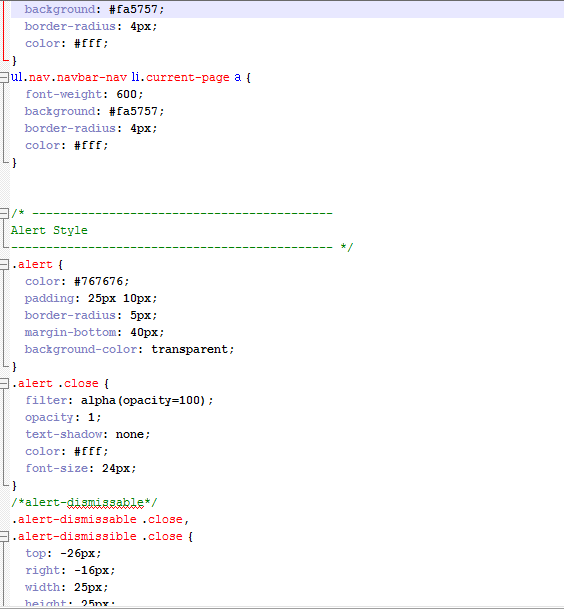 background: #fa5757;
border-radius: 4px;
color: #fff;
}
ul.nav.navbar-nav li.current-page a {
font-weight: 600;
background: #fa5757;
border-radius: 4px;
color: #fff;
}
/* -------------------------------------------
Alert Style
---------------------------------------------- */
.alert {
color: #767676;
padding: 25px 10px;
border-radius: 5px;
margin-bottom: 40px;
background-color: transparent;
}
.alert .close {
filter: alpha(opacity=100);
opacity: 1;
text-shadow: none;
color: #fff;
font-size: 24px;
}
/*alert-dismissable*/
.alert-dismissable .close,
.alert-dismissible .close {
top: -26px;
right: -16px;
width: 25px;
height: 25px;